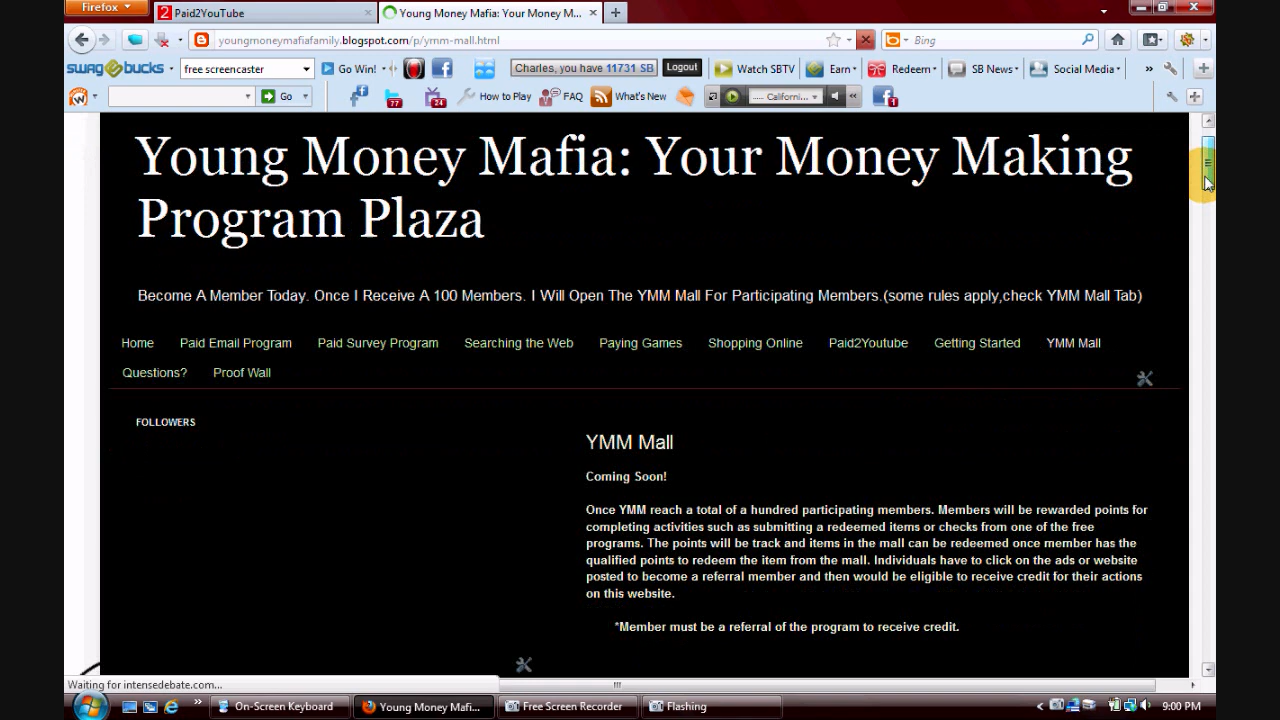 Firefox
Paid2YouTube
Young Money Mafia: Your Money M...
youngmoneymafiafamily.blogspot.com/p/ymm-mall.html
Bing
swagbucks
free screencaster
Go Win!
Charles, you have 11731 SB
Logout
Watch SBTV
Earn
Redeem
SB News
Social Media
»
Go
77
24
How to Play
FAQ
What's New
..... Californi...
1
Young Money Mafia: Your Money Making
Program Plaza
Become A Member Today. Once I Receive A 100 Members. I Will Open The YMM Mall For Participating Members.(some rules apply,check YMM Mall Tab)
Home Paid Email Program Paid Survey Program Searching the Web Paying Games Shopping Online Paid2Youtube Getting Started YMM Mall
Questions? Proof Wall
FOLLOWERS
YMM Mall
Coming Soon!
Once YMM reach a total of a hundred participating members. Members will be rewarded points for
completing activities such as submitting a redeemed items or checks from one of the free
programs. The points will be track and items in the mall can be redeemed once member has the
qualified points to redeem the item from the mall. Individuals have to click on the ads or website
posted to become a referral member and then would be eligible to receive credit for their actions
on this website.
*Member must be a referral of the program to receive credit.
Waiting for intensedebate.com...
On-Screen Keyboard
Young Money Mafi...
Free Screen Recorder
Flashing
9:00 PM